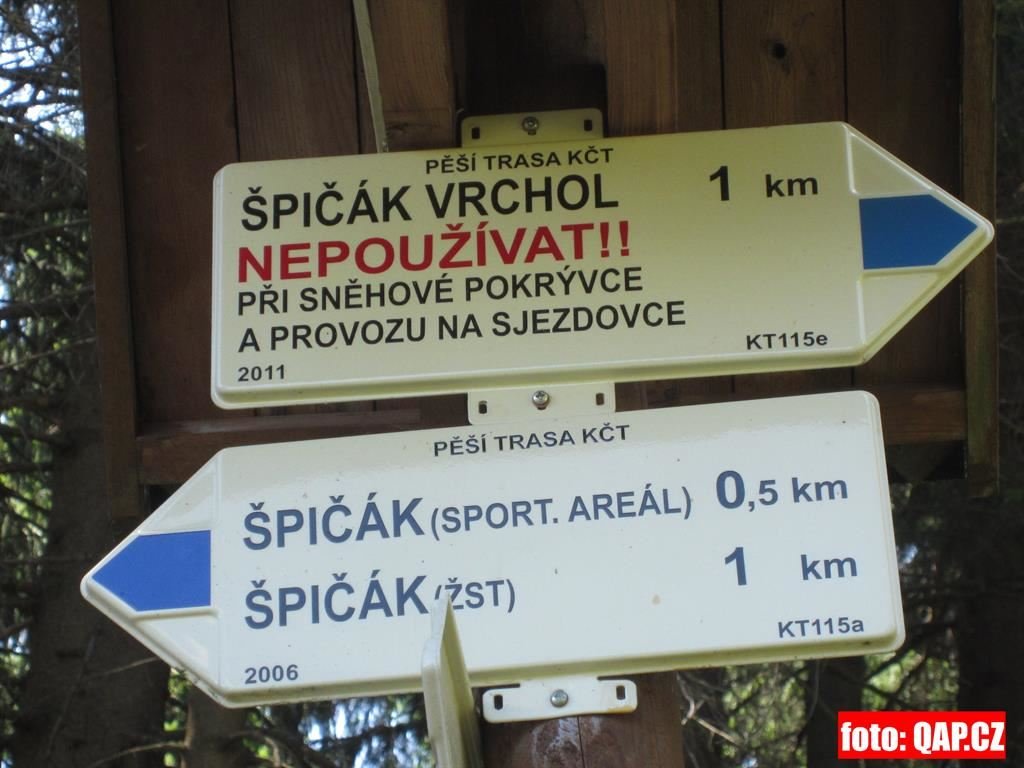 PĚŠÍ TRASA KČT
ŠPIČÁK VRCHOL 1 km
NEPOUŽÍVAT!!
PŘI SNĚHOVÉ POKRÝVCE
A PROVOZU NA SJEZDOVCE
2011 KT115e
PĚŠÍ TRASA KČT
ŠPIČÁK (SPORT. AREÁL) 0,5 km
ŠPIČÁK (ŽST) 1 km
2006 KT115a
foto: QAP.CZ